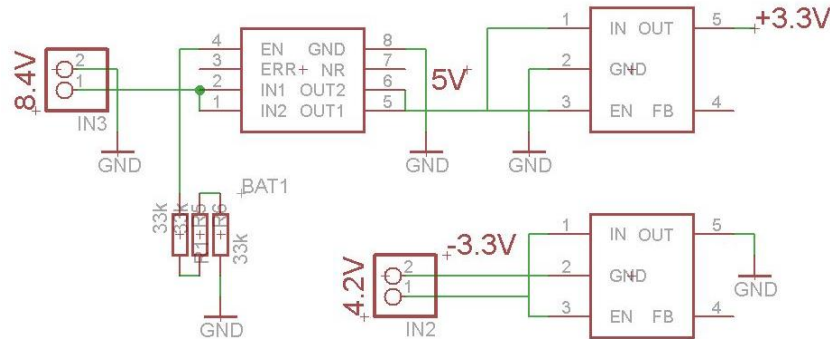 8.4V
2
1
IN3
GND
4
3
2
1
EN
ERR
IN1
IN2
GND
NR
OUT2
OUT1
8
7
6
5
5V
GND
1
2
3
IN
GND
EN
OUT
FB
5
4
+3.3V
GND
BAT1
33k
33k
R5
R6
33k
GND
4.2V
2
1
IN2
-3.3V
1
2
3
IN
GND
EN
OUT
FB
5
4
GND